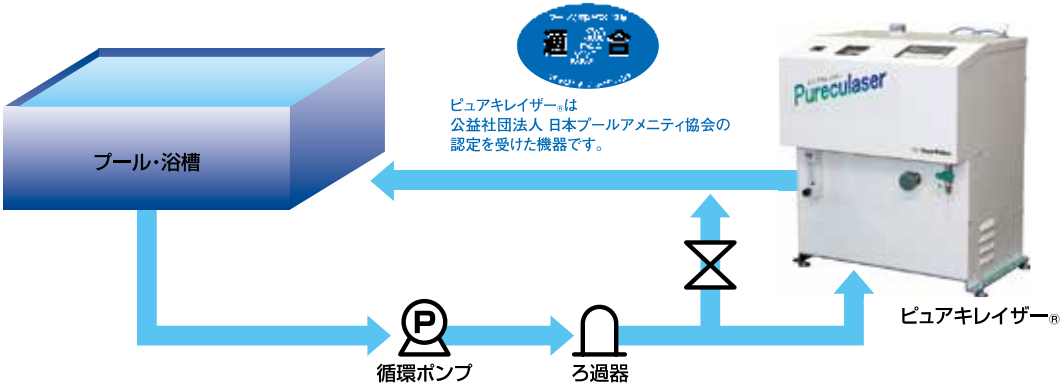 適合
ピュアキレイザー®は
公益社団法人 日本プールアメニティ協会の
認定を受けた機器です。
Pureculaser
プール・浴槽
P
循環ポンプ
ろ過器
ピュアキレイザー®